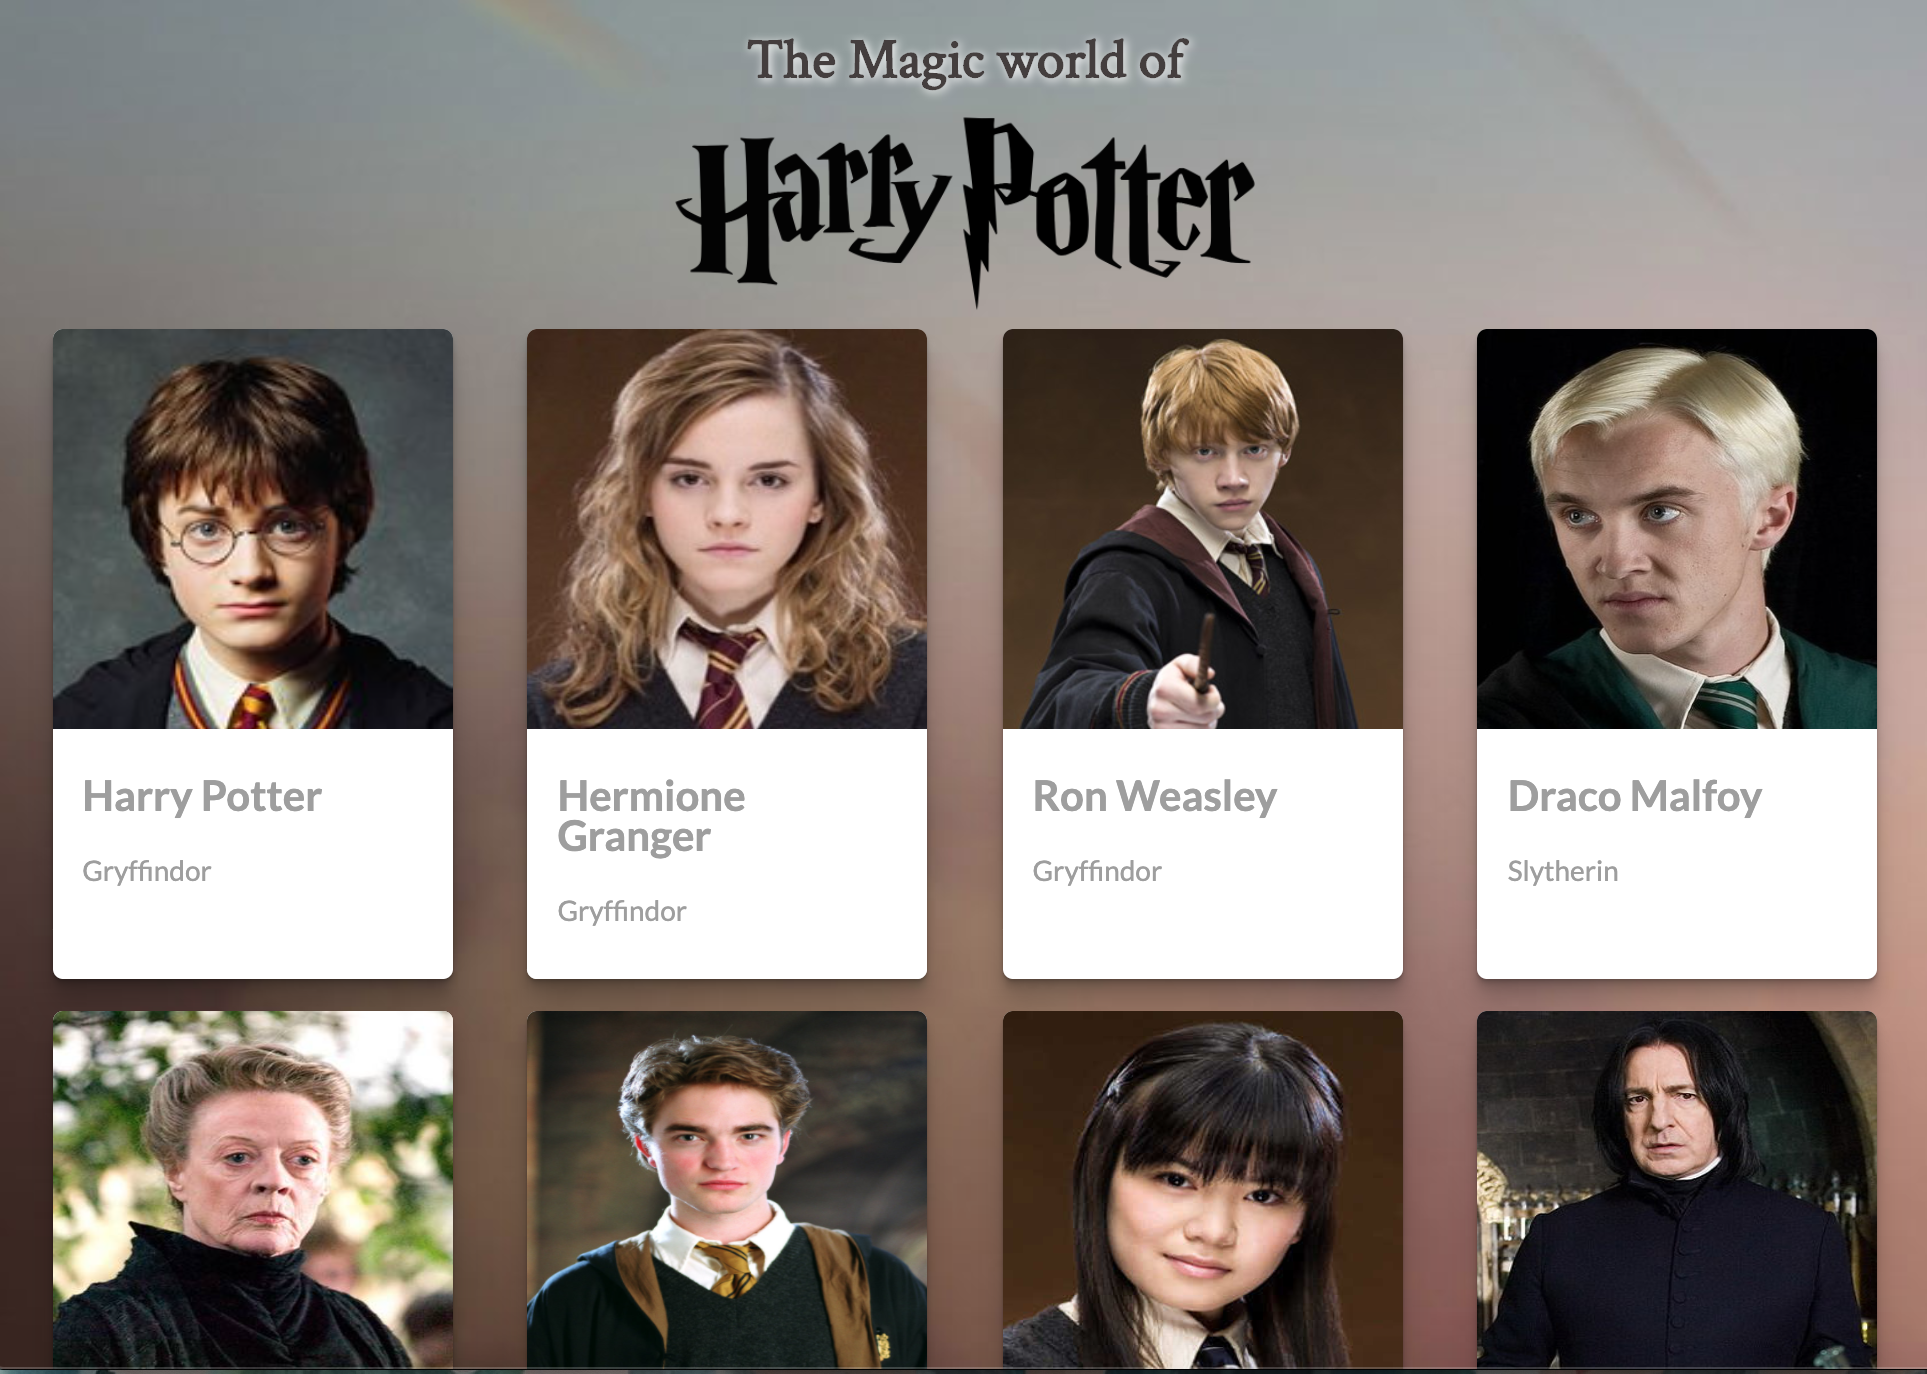 The Magic world of
Harry Potter
Harry Potter
Gryffindor
Hermione
Granger
Gryffindor
Ron Weasley
Gryffindor
Draco Malfoy
Slytherin